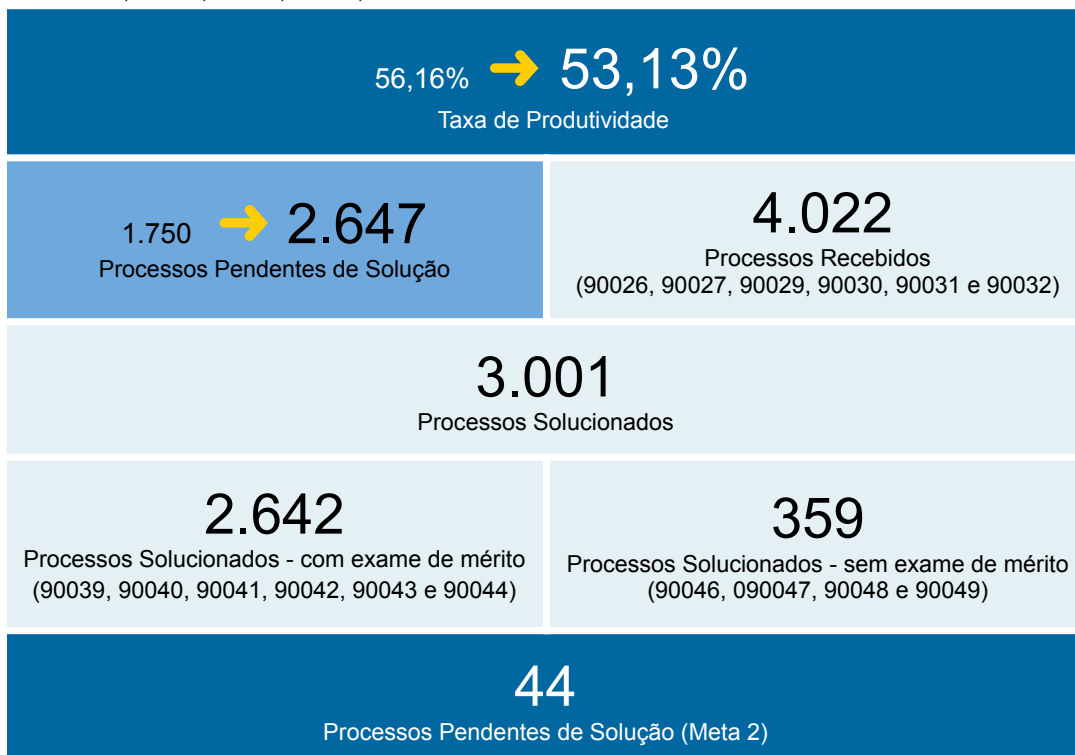 56,16% ➔ 53,13%
Taxa de Produtividade
1.750 ➔ 2.647
Processos Pendentes de Solução
4.022
Processos Recebidos
(90026, 90027, 90029, 90030, 90031 e 90032)
3.001
Processos Solucionados
2.642
Processos Solucionados - com exame de mérito
(90039, 90040, 90041, 90042, 90043 e 90044)
359
Processos Solucionados - sem exame de mérito
(90046, 090047, 90048 e 90049)
44
Processos Pendentes de Solução (Meta 2)